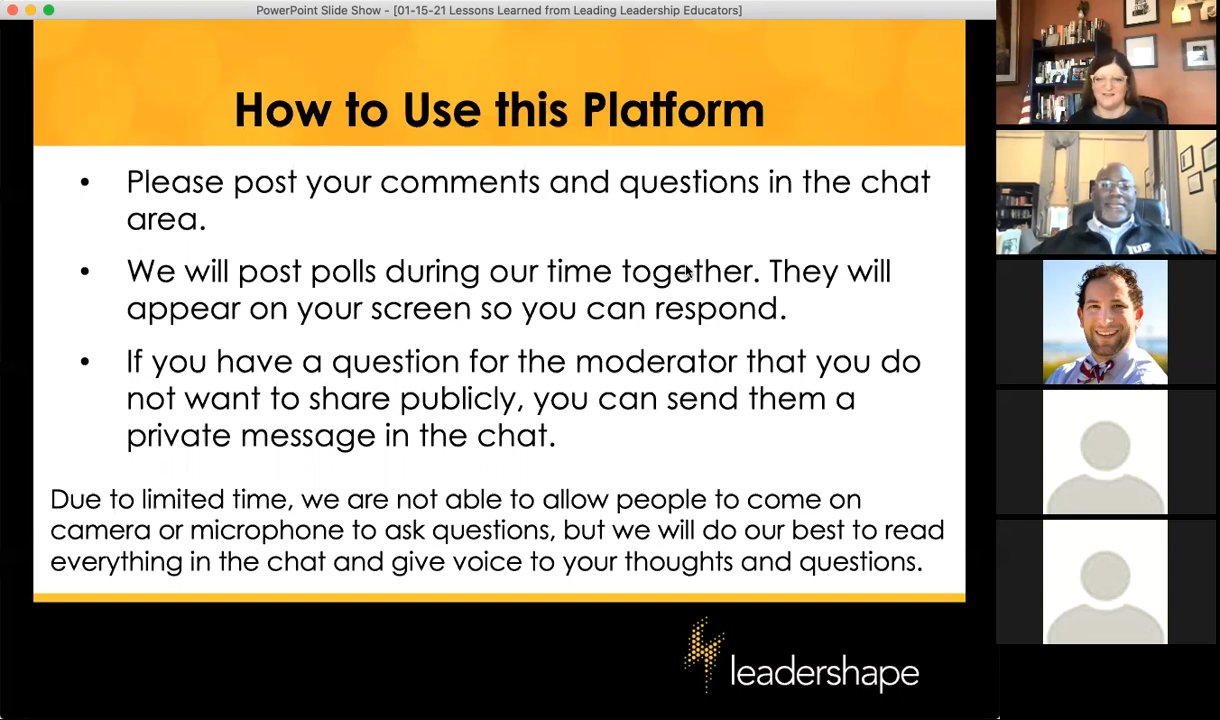 PowerPoint Slide Show - [01-15-21 Lessons Learned from Leading Leadership Educators]
How to Use this Platform
• Please post your comments and questions in the chat
area.
• We will post polls during our time together. They will
appear on your screen so you can respond.
• If you have a question for the moderator that you do
not want to share publicly, you can send them a
private message in the chat.
Due to limited time, we are not able to allow people to come on
camera or microphone to ask questions, but we will do our best to read
everything in the chat and give voice to your thoughts and questions.
leadershape
IUP